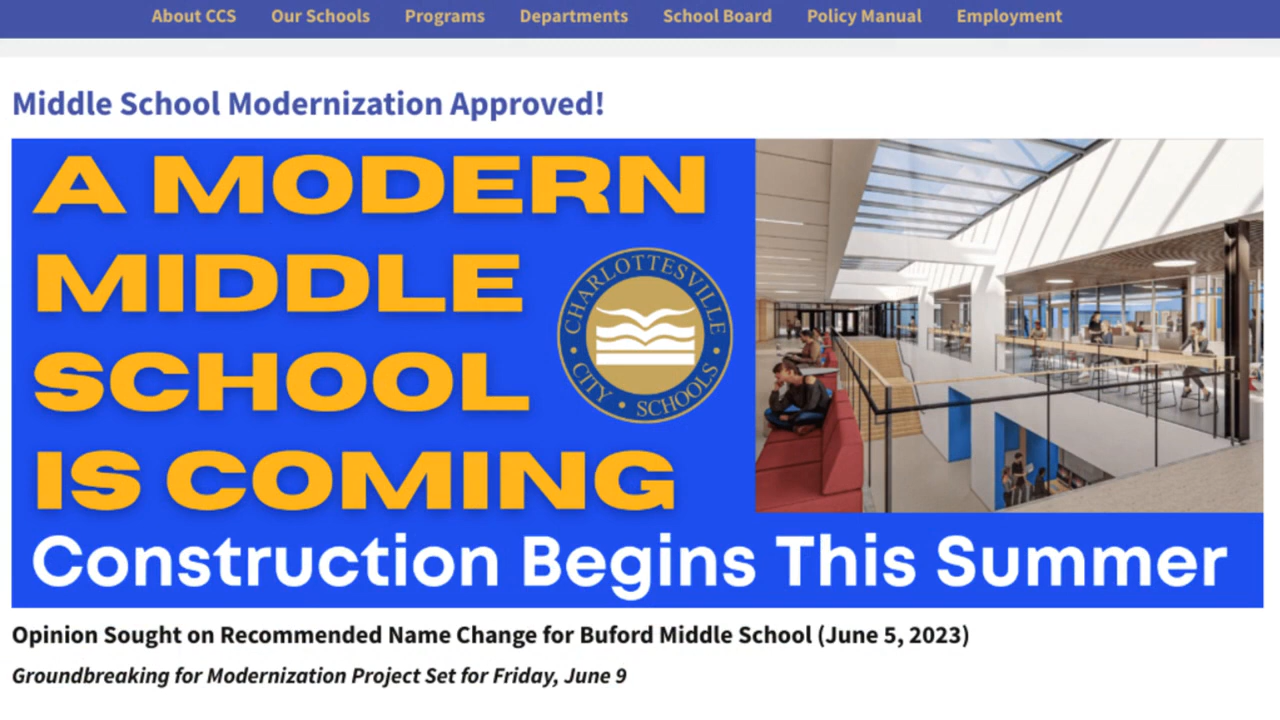 About CCS Our Schools Programs Departments School Board Policy Manual Employment
Middle School Modernization Approved!
A MODERN
MIDDLE
SCHOOL
IS COMING
CHARLOTTESVILLE
• CITY • SCHOOLS •
Construction Begins This Summer
Opinion Sought on Recommended Name Change for Buford Middle School (June 5, 2023)
Groundbreaking for Modernization Project Set for Friday, June 9